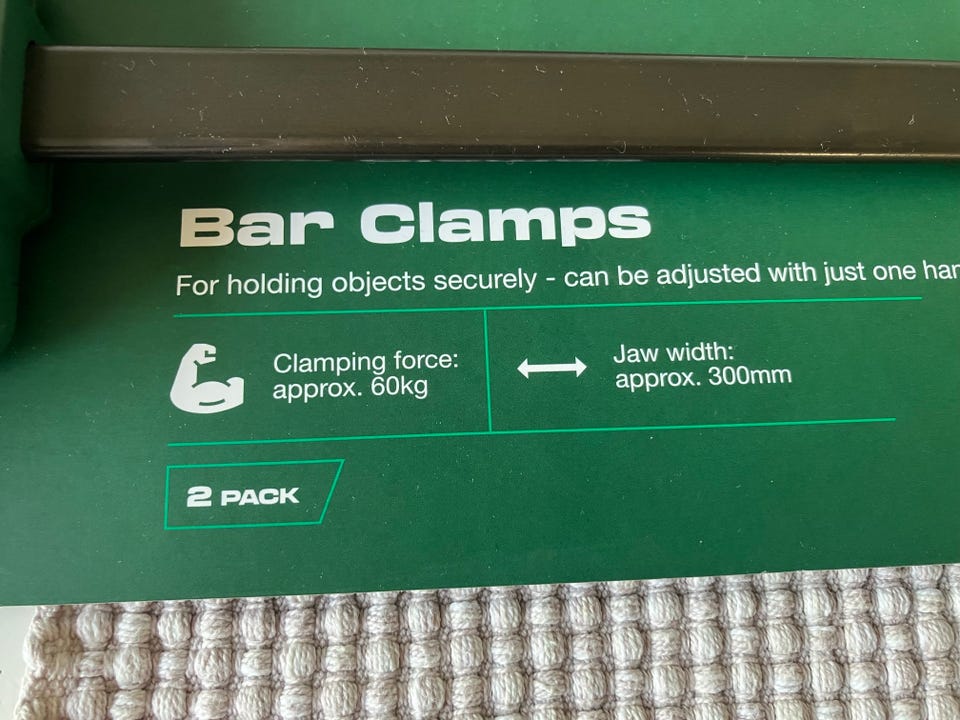 Bar Clamps
For holding objects securely - can be adjusted with just one
Clamping force:
approx. 60kg
Jaw width:
approx. 300mm
2 PACK